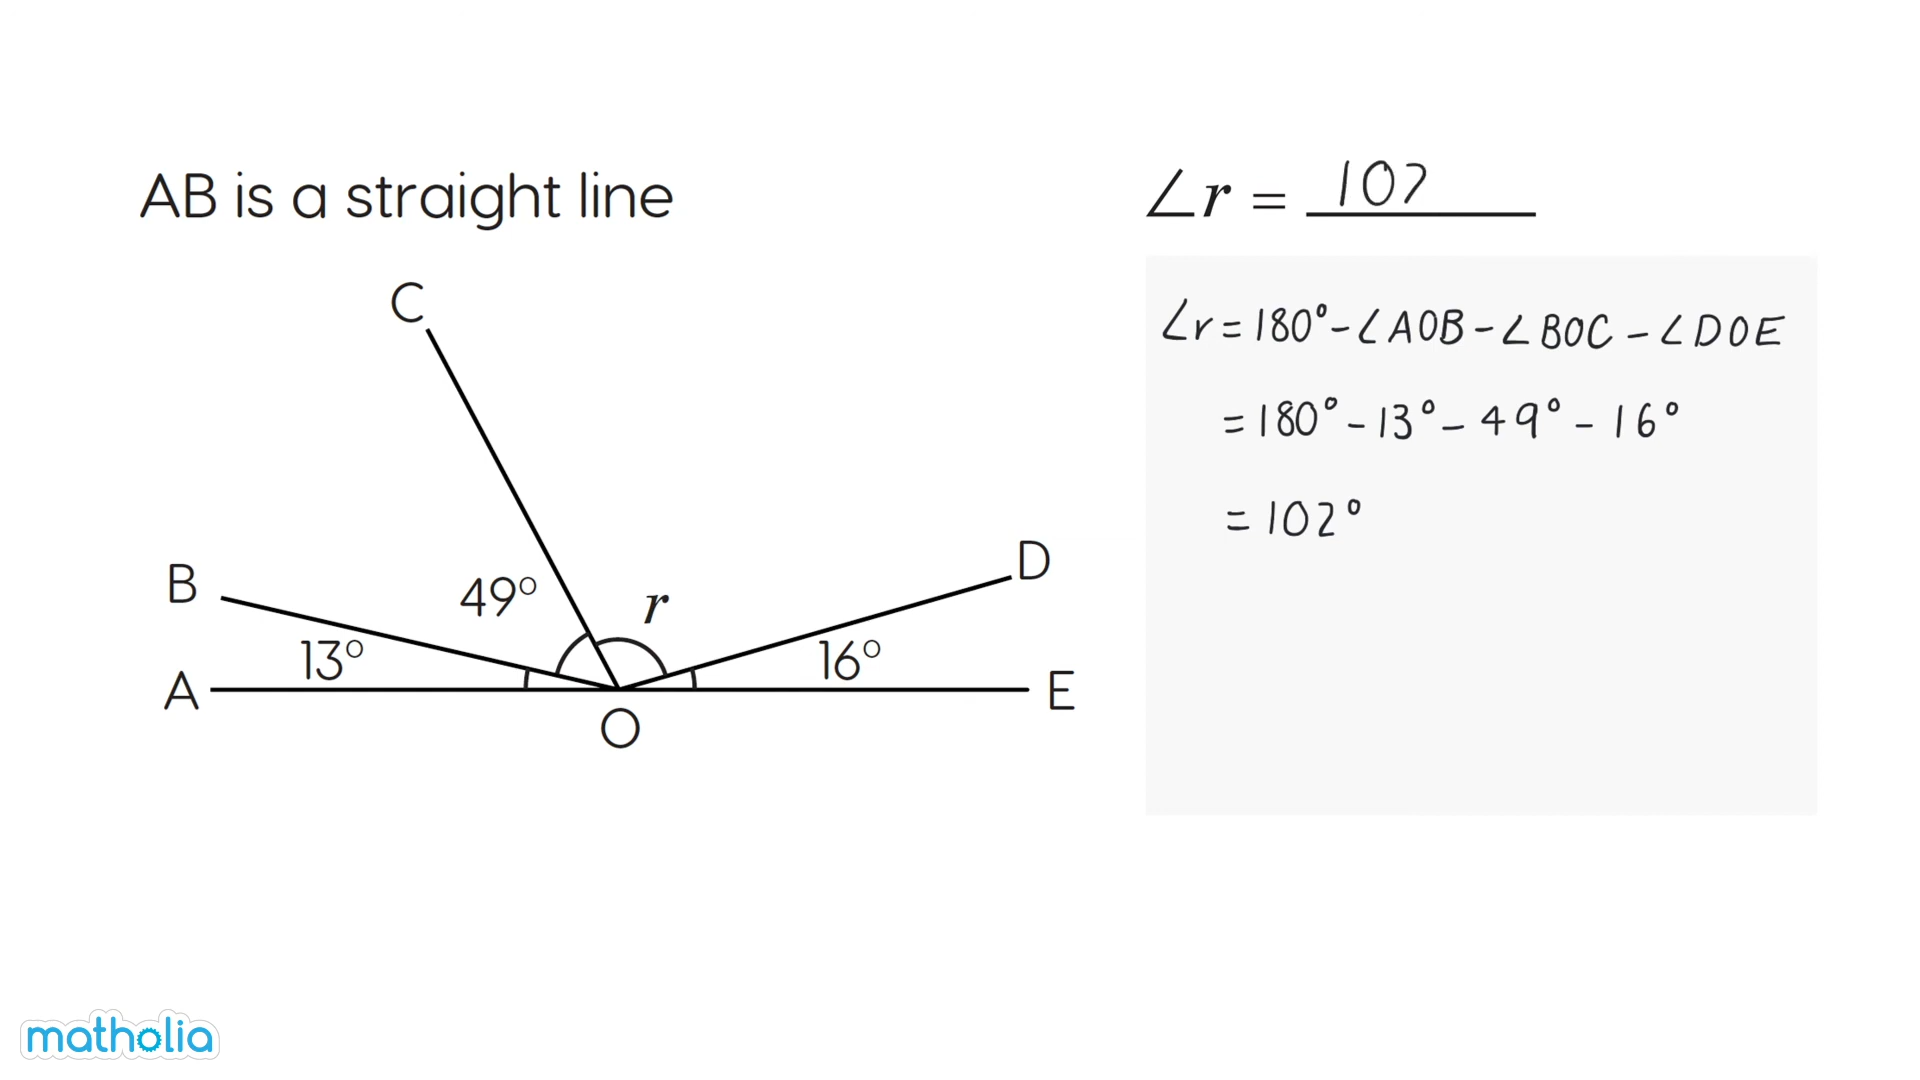 AB is a straight line
∠r = 102
C
∠r = 180° - ∠AOB - ∠BOC - ∠DOE
= 180° - 13° - 49° - 16°
= 102°
B
49°
r
D
13°
16°
A
E
O
matholia